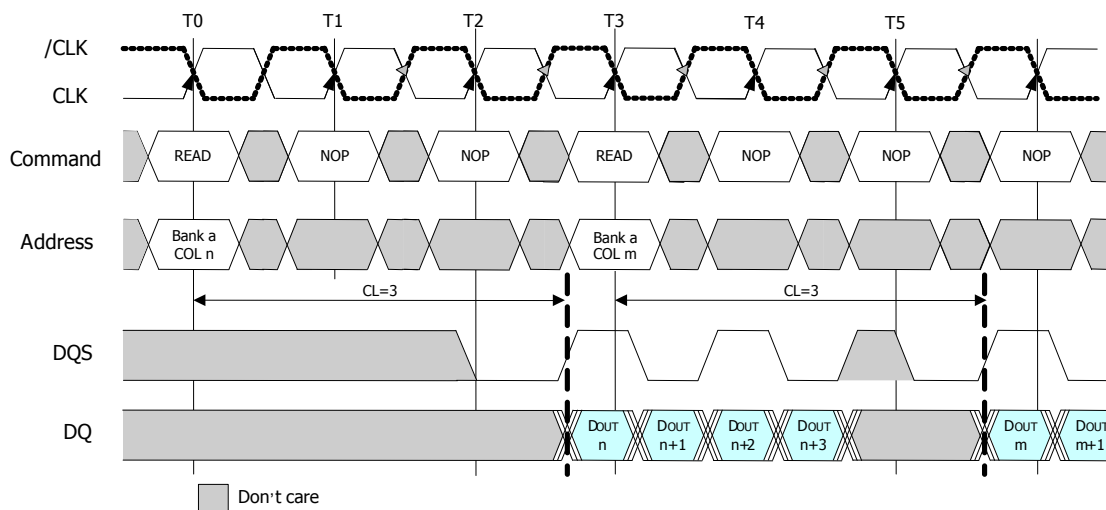 T0 T1 T2 T3 T4 T5
/CLK
CLK
Command READ NOP NOP READ NOP NOP NOP
Address Bank a Bank a
COL n COL m
CL=3 CL=3
DQS
DQ DOUT DOUT DOUT DOUT DOUT DOUT
n n+1 n+2 n+3 m m+1
Don't care